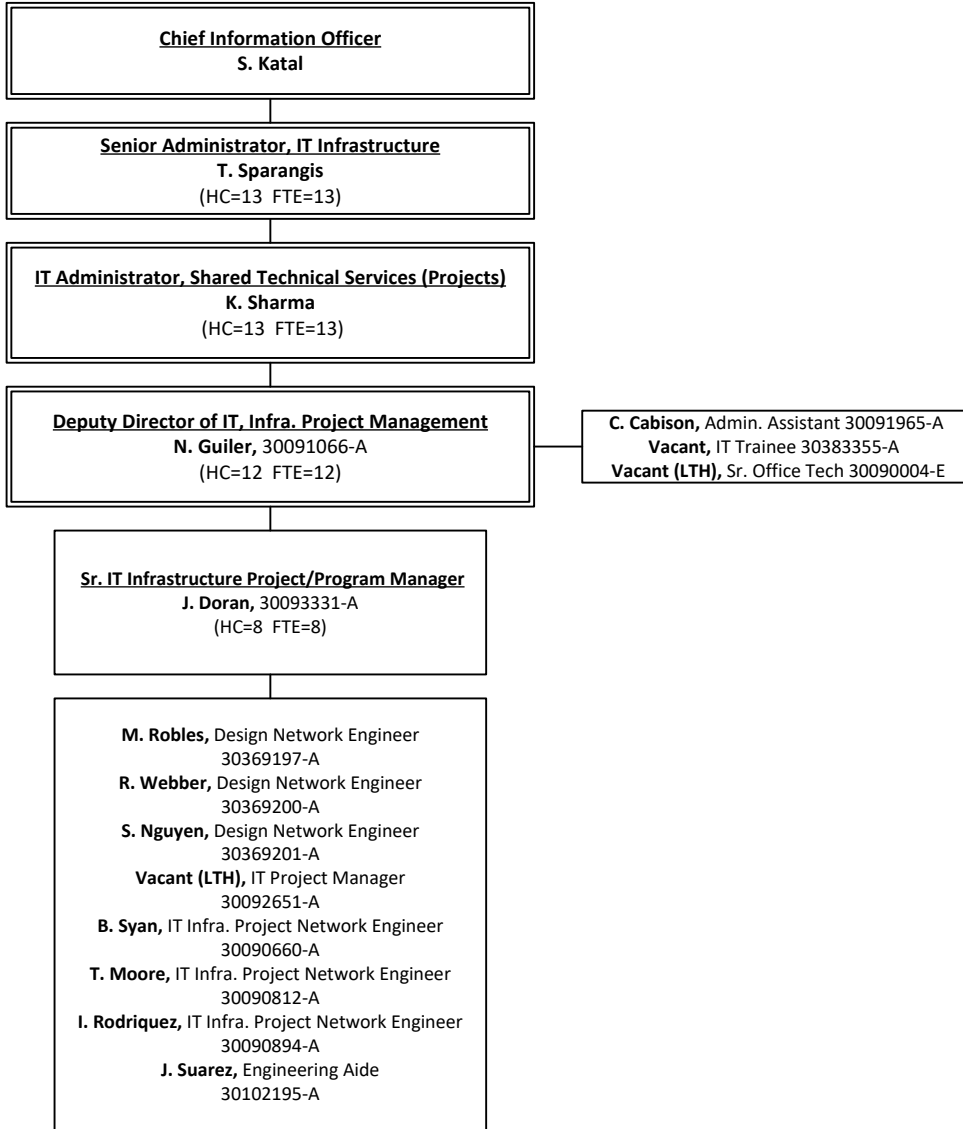 Chief Information Officer
S. Katal
Senior Administrator, IT Infrastructure
T. Sparangis
(HC=13 FTE=13)
IT Administrator, Shared Technical Services (Projects)
K. Sharma
(HC=13 FTE=13)
Deputy Director of IT, Infra. Project Management
N. Guiler, 30091066-A
(HC=12 FTE=12)
C. Cabison, Admin. Assistant 30091965-A
Vacant, IT Trainee 30383355-A
Vacant (LTH), Sr. Office Tech 30090004-E
Sr. IT Infrastructure Project/Program Manager
J. Doran, 30093331-A
(HC=8 FTE=8)
M. Robles, Design Network Engineer
30369197-A
R. Webber, Design Network Engineer
30369200-A
S. Nguyen, Design Network Engineer
30369201-A
Vacant (LTH), IT Project Manager
30092651-A
B. Syan, IT Infra. Project Network Engineer
30090660-A
T. Moore, IT Infra. Project Network Engineer
30090812-A
I. Rodriquez, IT Infra. Project Network Engineer
30090894-A
J. Suarez, Engineering Aide
30102195-A